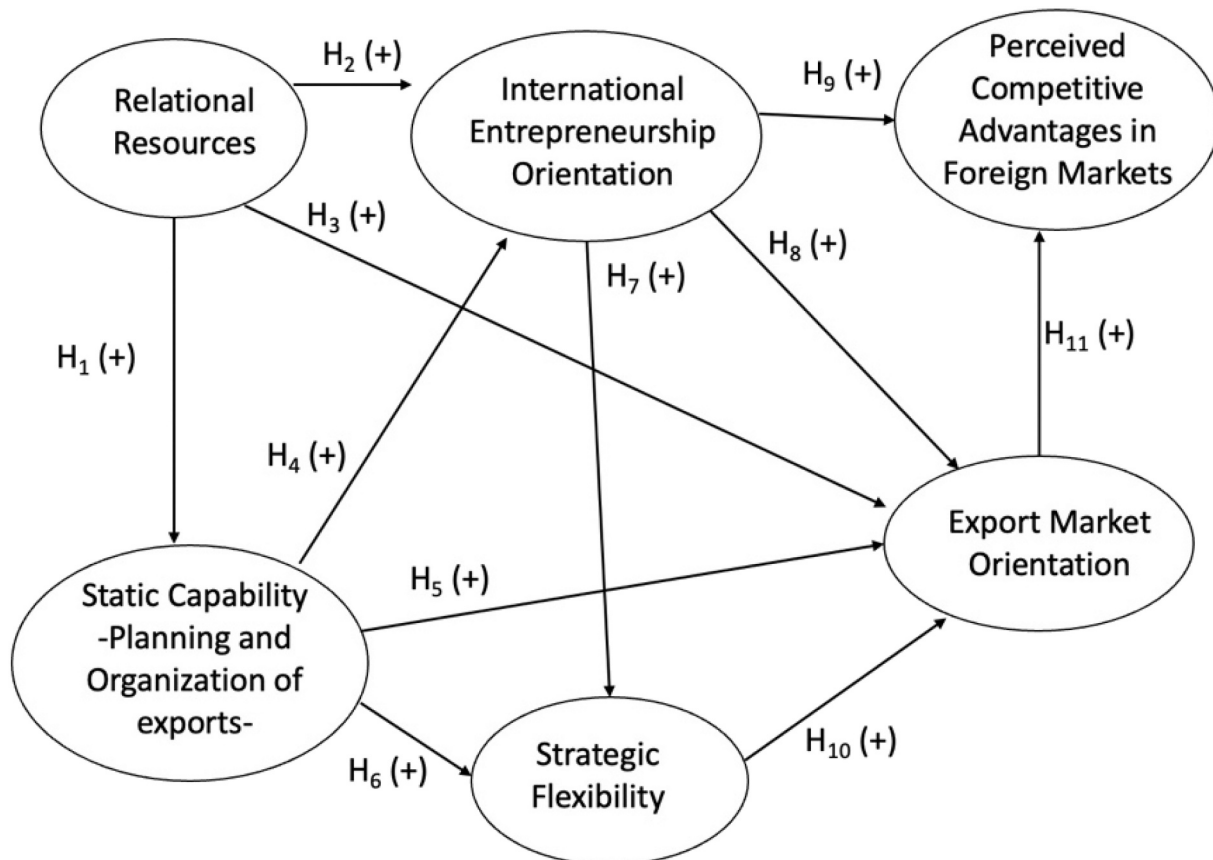 Relational
Resources
H₂ (+)
International
Entrepreneurship
Orientation
H₉ (+)
Perceived
Competitive
Advantages in
Foreign Markets
H₃ (+)
H₈ (+)
H₇ (+)
H₁ (+)
H₁₁ (+)
H₄ (+)
Export Market
Orientation
H₅ (+)
Static Capability
-Planning and
Organization of
exports-
H₆ (+)
Strategic
Flexibility
H₁₀ (+)